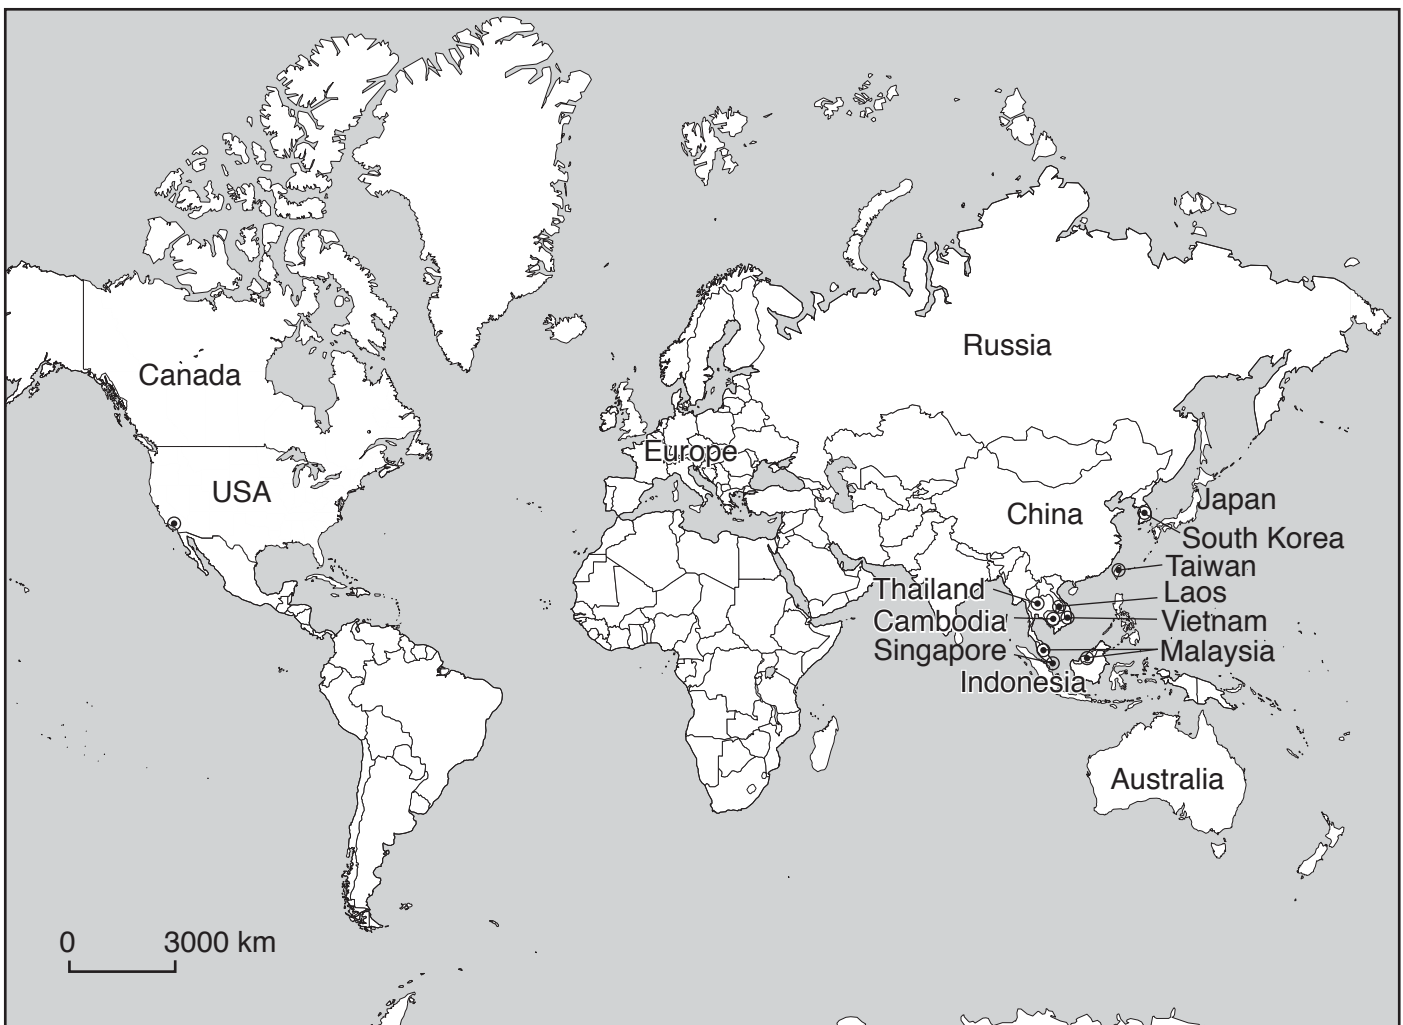 Russia
Canada
Europe
USA
Japan
China
South Korea
Taiwan
Thailand
Laos
Cambodia
Vietnam
Singapore
Malaysia
Indonesia
Australia
0 3000 km